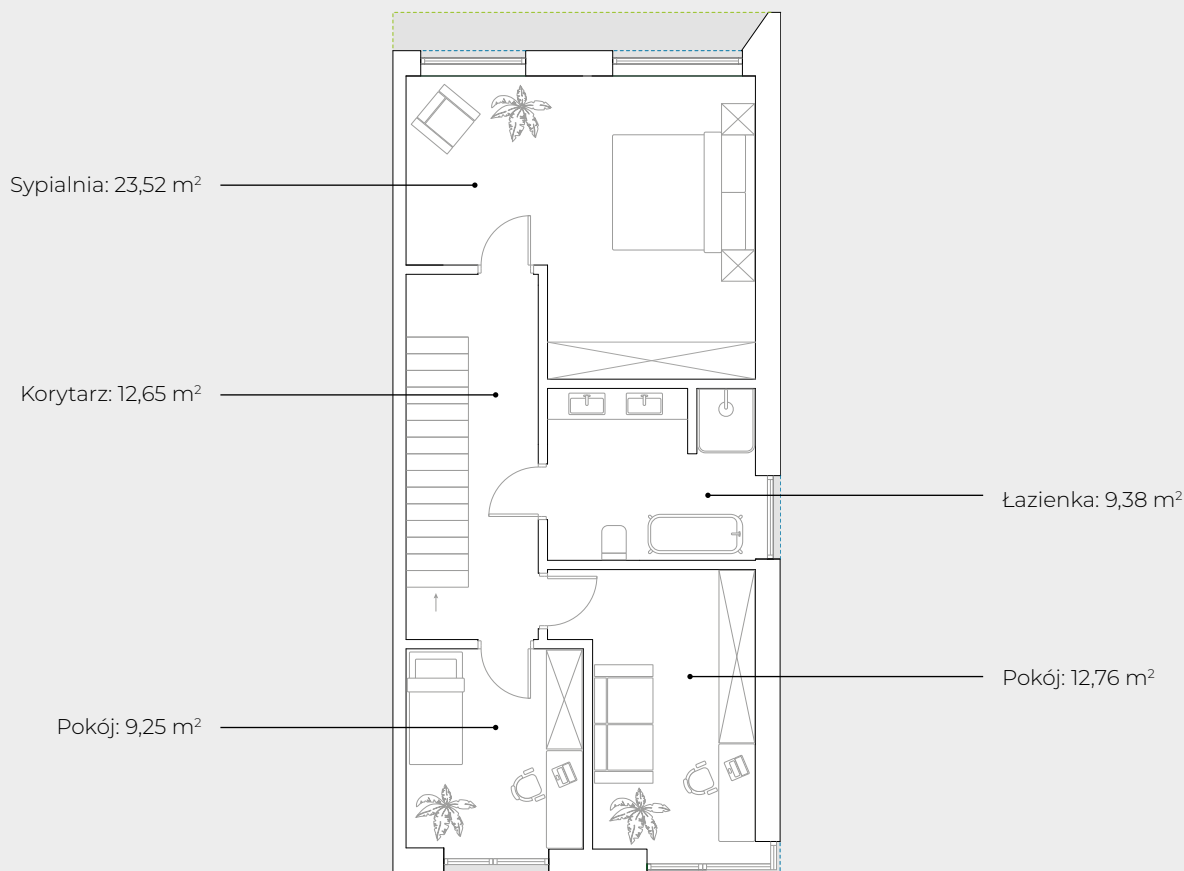 Sypialnia: 23,52 m²
Korytarz: 12,65 m²
Łazienka: 9,38 m²
Pokój: 12,76 m²
Pokój: 9,25 m²